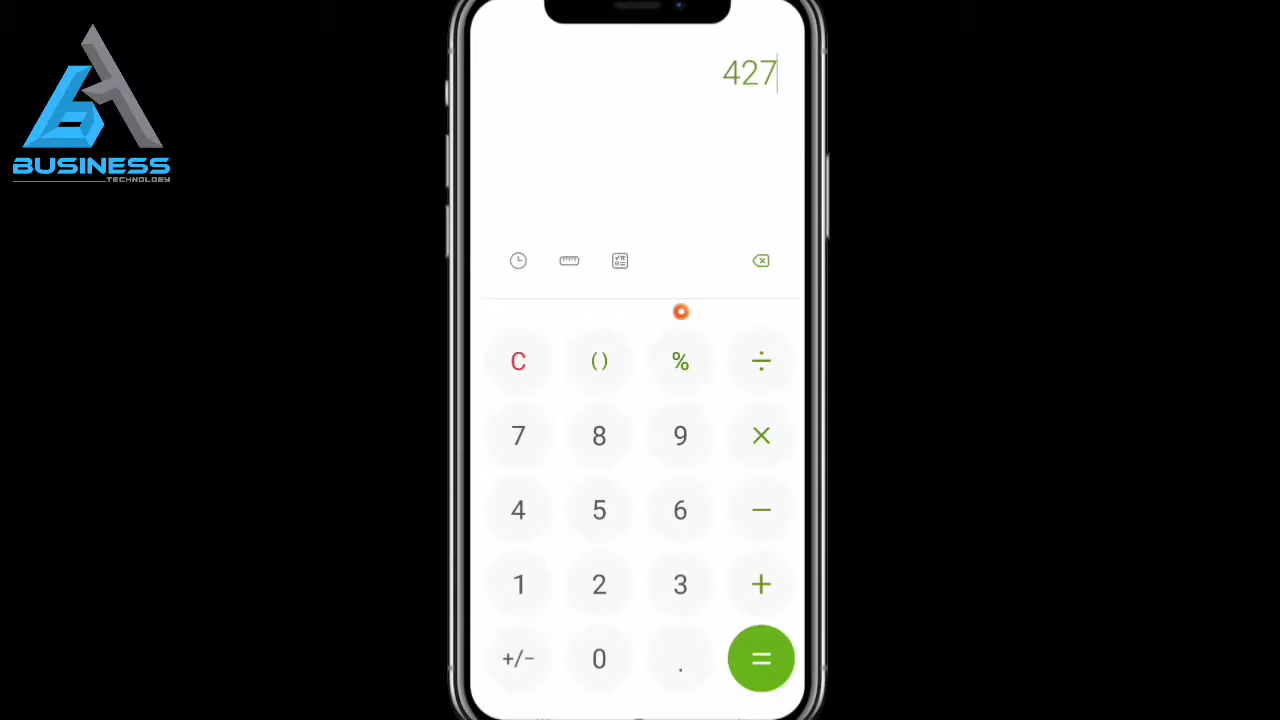 BUSINESS
TECHNOLOGY
427
C () % ÷
7 8 9 ×
4 5 6 −
1 2 3 +
+/− 0 . =